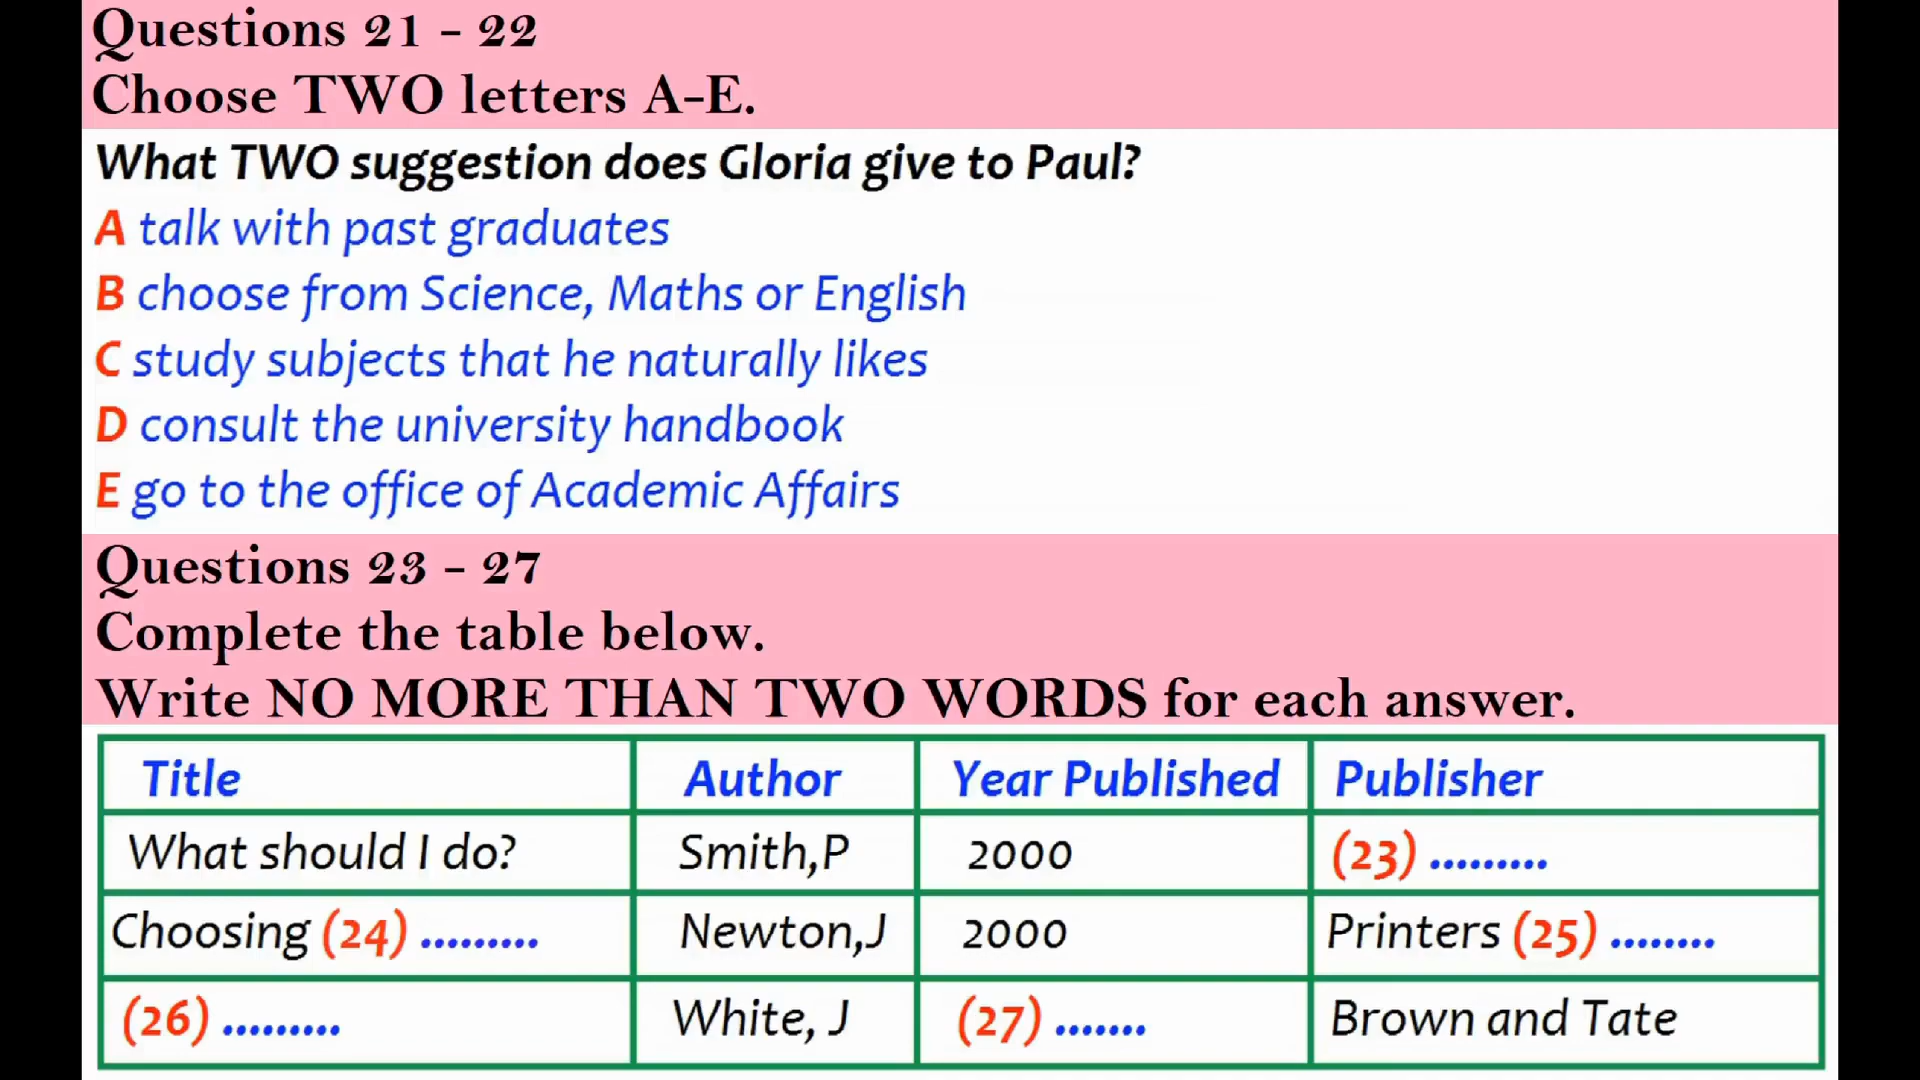 Questions 21 - 22
Choose TWO letters A-E.
What TWO suggestion does Gloria give to Paul?
A talk with past graduates
B choose from Science, Maths or English
C study subjects that he naturally likes
D consult the university handbook
E go to the office of Academic Affairs
Questions 23 - 27
Complete the table below.
Write NO MORE THAN TWO WORDS for each answer.
Title Author Year Published Publisher
What should I do? Smith,P 2000 (23) .........
Choosing (24) ......... Newton,J 2000 Printers (25) ........
(26) ......... White, J (27) ....... Brown and Tate